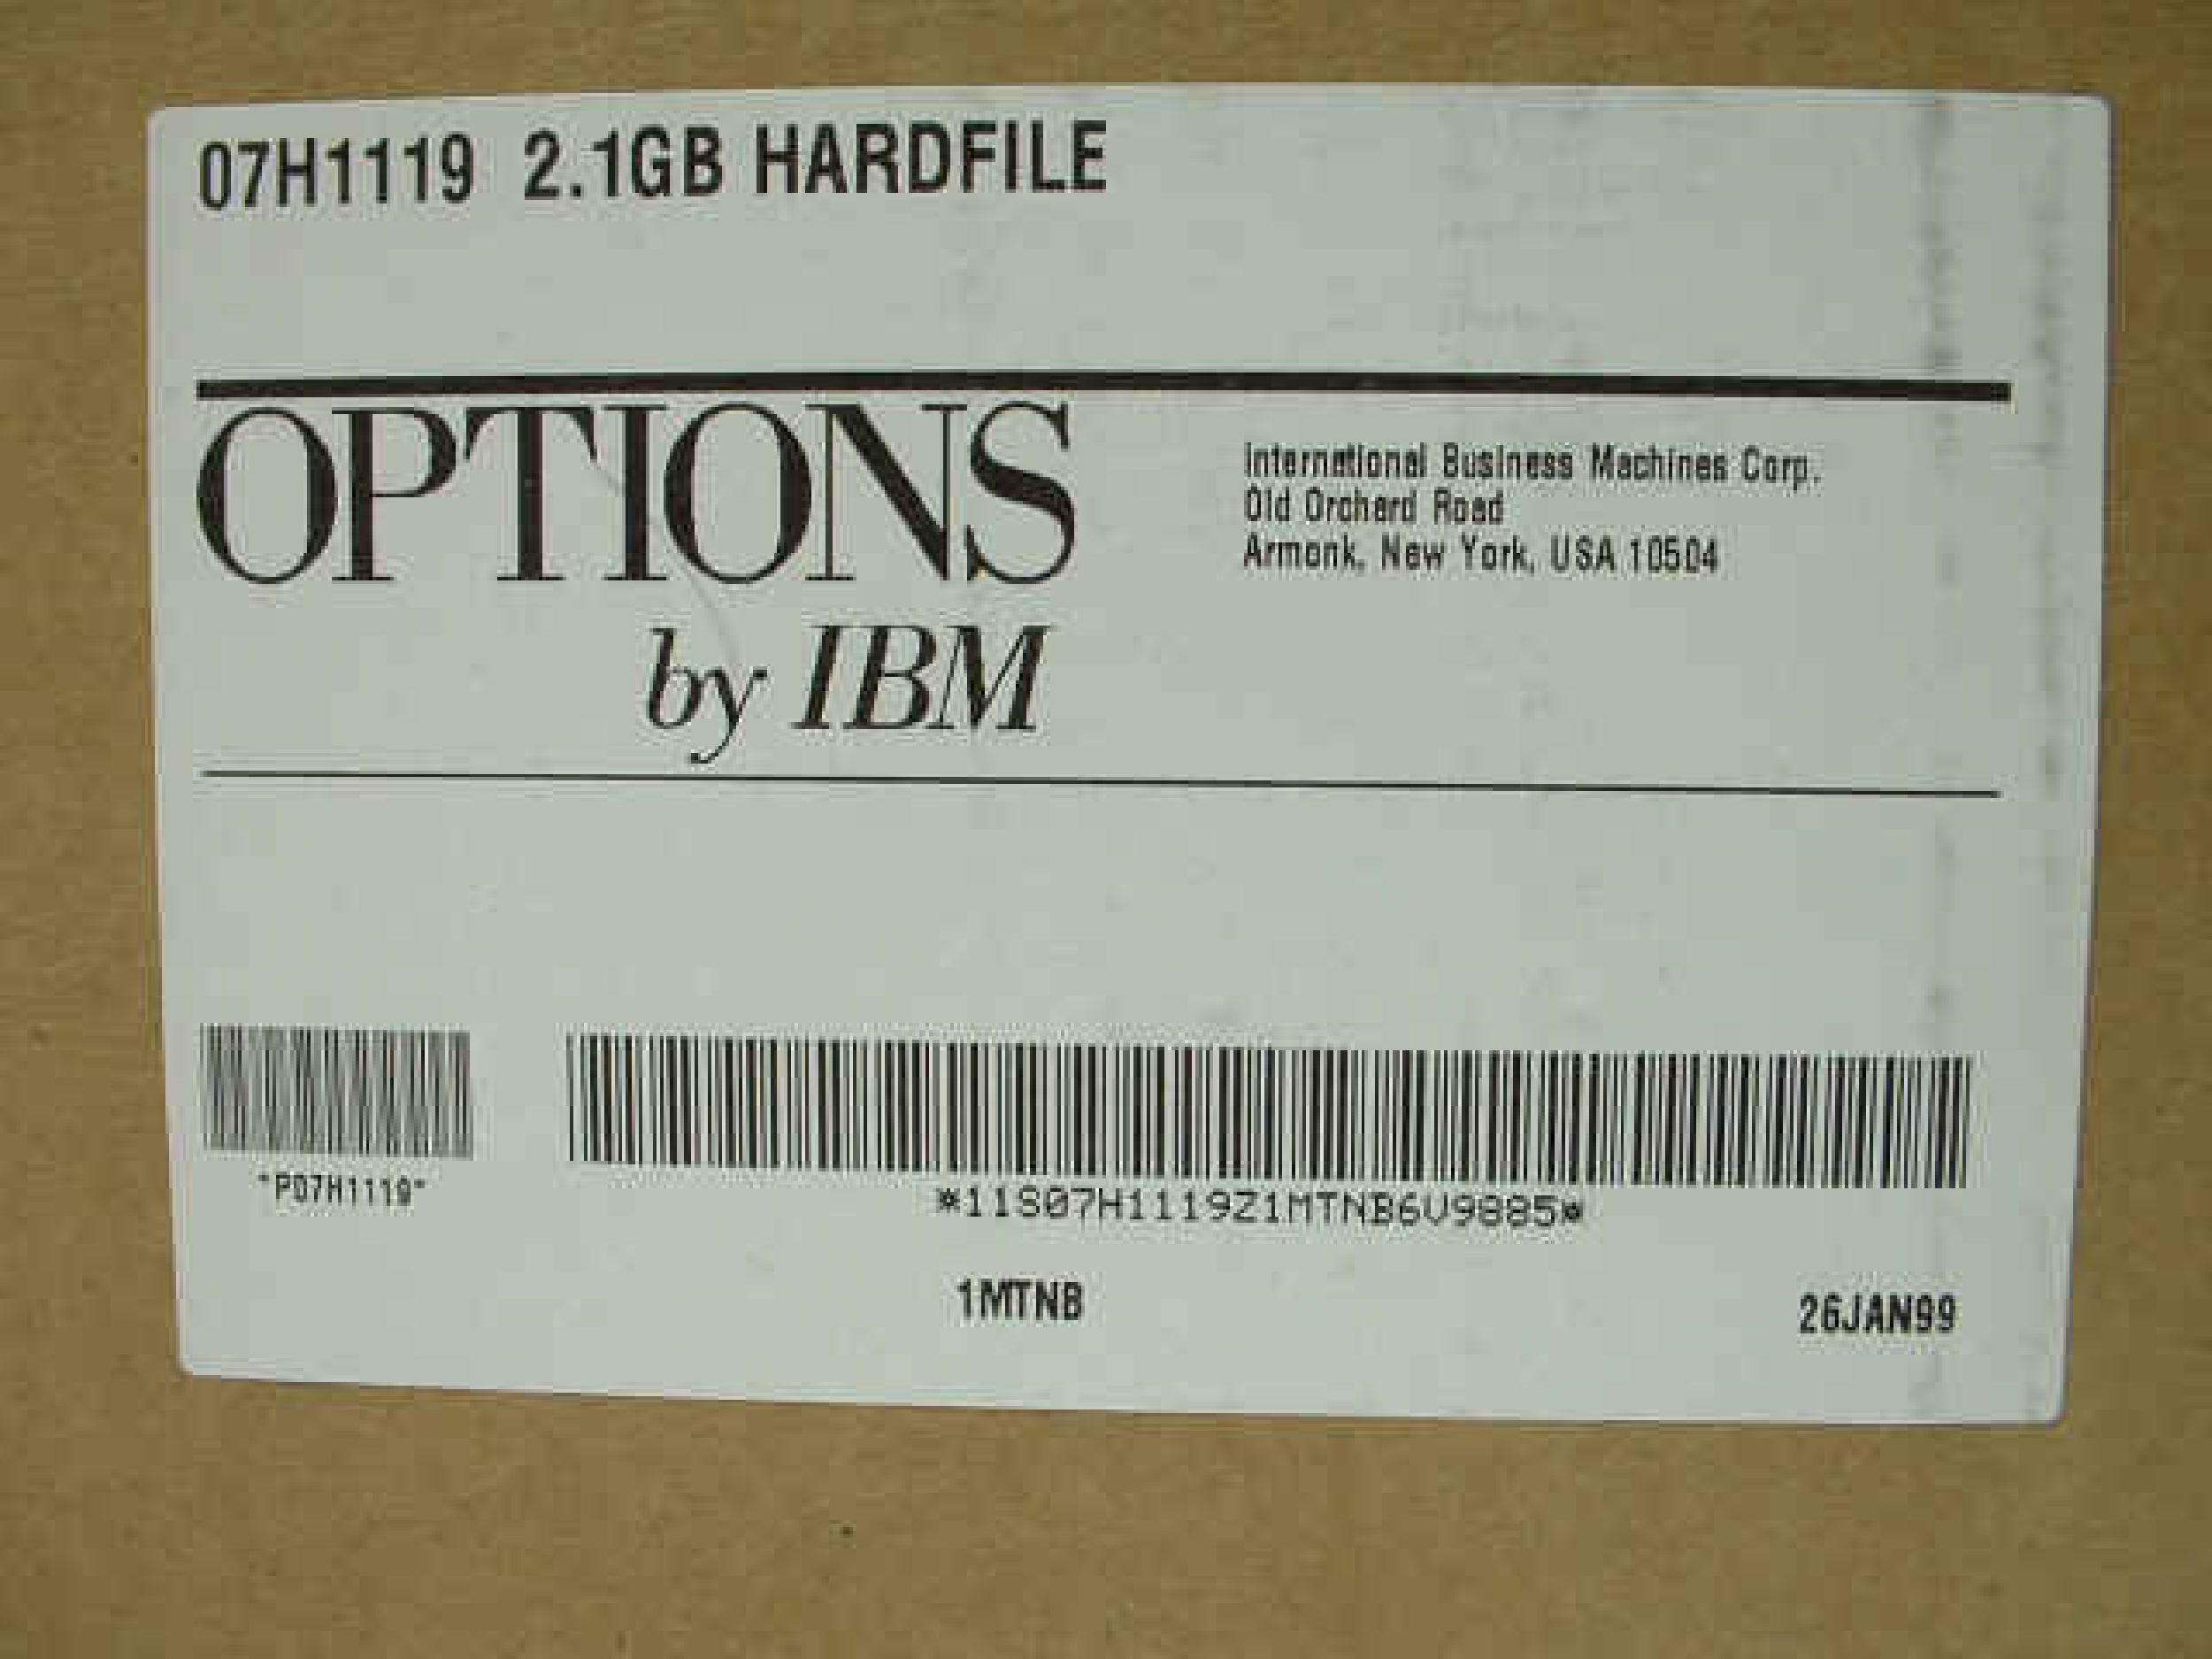 07H1119 2.1GB HARDFILE
OPTIONS
by IBM
International Business Machines Corp.
Old Orchard Road
Armonk, New York, USA 10504
*P07H1119*
*11S07H1119Z1MTNB6V9885*
1MTNB
26JAN99